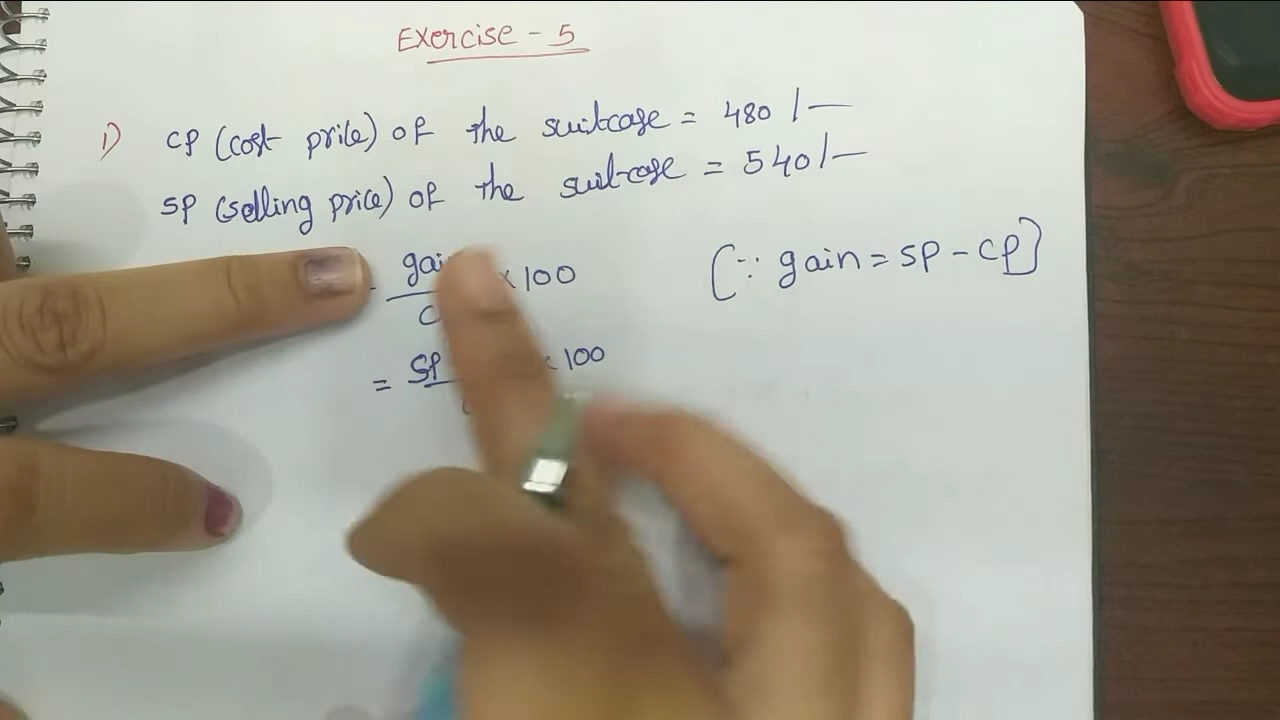 Exercise - 5
1) CP (cost price) of the suitcase = 480/-
SP (selling price) of the suitcase = 540/-
× 100 [∵ gain = SP - CP]
= SP × 100